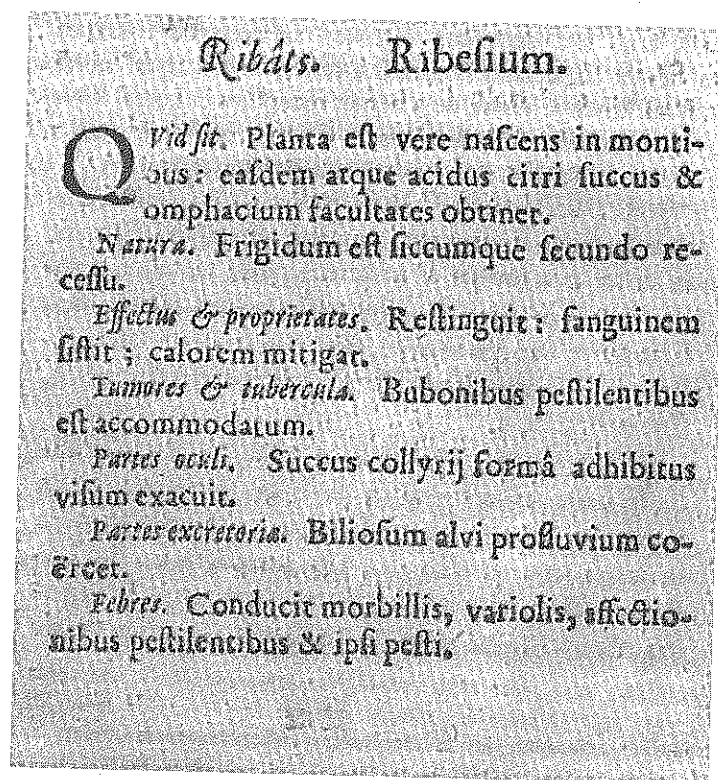 Ribâts. Ribeſium.
QVid ſit. Planta eſt vere naſcens in monti-
bus: eaſdem atque acidus citri ſuccus &
omphacium facultates obtinet.
Natura. Frigidum eſt ſiccumque ſecundo re-
ceſſu.
Effectus & proprietates. Reſtinguit: ſanguinem
ſiſtit; calorem mitigat.
Tumores & tubercula. Bubonibus peſtilentibus
eſt accommodatum.
Partes oculi. Succus collyrij formâ adhibitus
viſum exacuit.
Partes excretoriæ. Bilioſum alvi profluvium co-
ërcet.
Febres. Conducit morbillis, variolis, affectio-
nibus peſtilentibus & ipſi peſti.